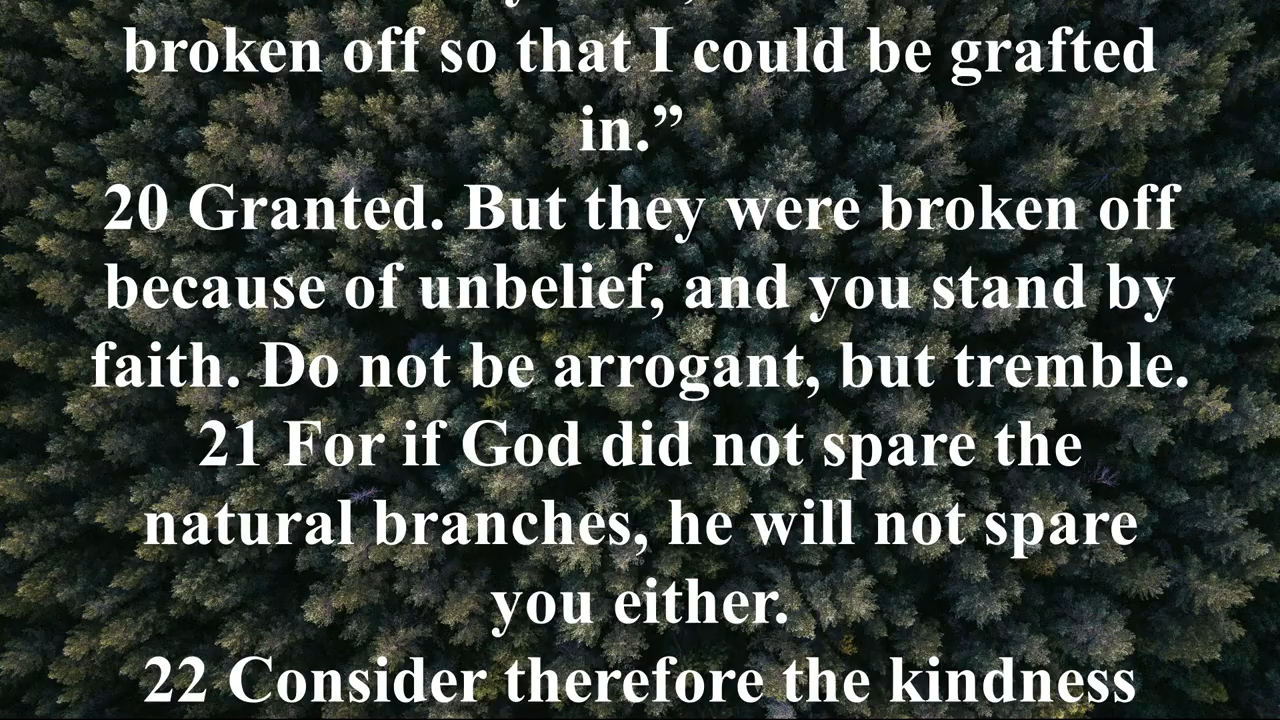 broken off so that I could be grafted
in.”
20 Granted. But they were broken off
because of unbelief, and you stand by
faith. Do not be arrogant, but tremble.
21 For if God did not spare the
natural branches, he will not spare
you either.
22 Consider therefore the kindness